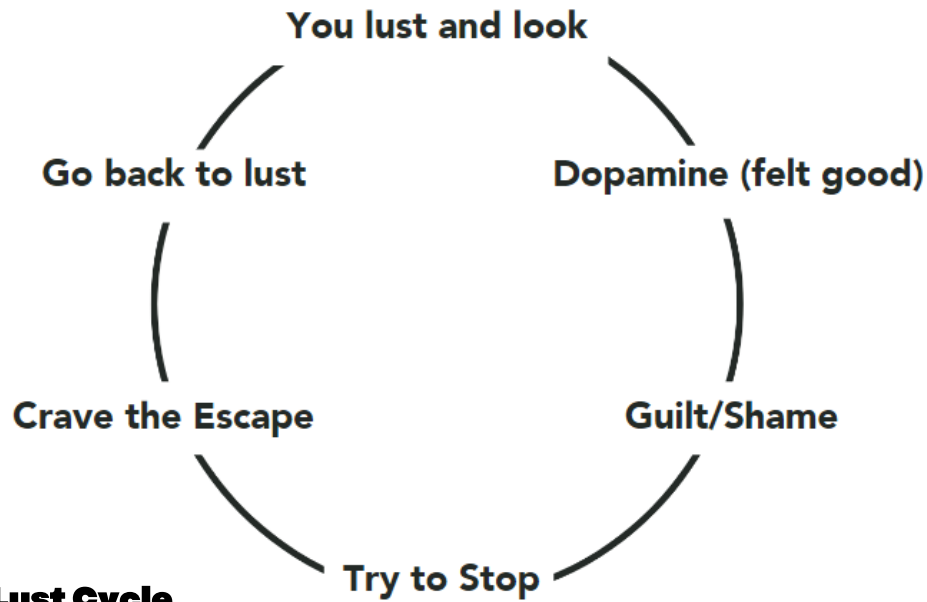 You lust and look
Go back to lust
Dopamine (felt good)
Crave the Escape
Guilt/Shame
Try to Stop
Lust Cycle